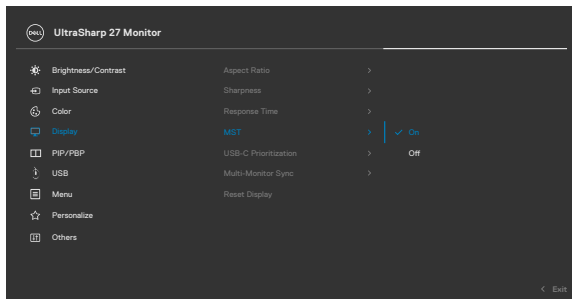 DELL UltraSharp 27 Monitor
Brightness/Contrast Aspect Ratio >
Input Source Sharpness >
Color Response Time >
Display MST > ✓ On
PIP/PBP USB-C Prioritization > Off
USB Multi-Monitor Sync >
Menu Reset Display
Personalize
Others
< Exit